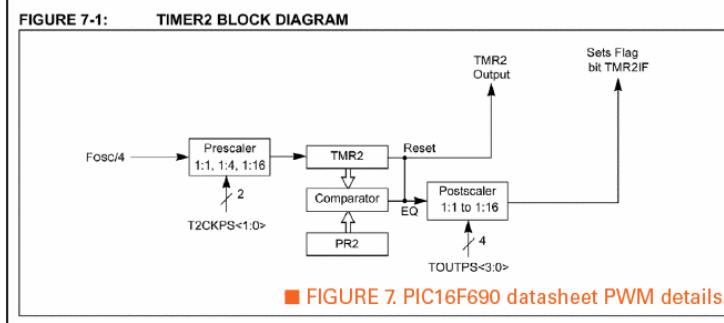 FIGURE 7-1: TIMER2 BLOCK DIAGRAM
TMR2
Output
Sets Flag
bit TMR2IF
Fosc/4
Prescaler
1:1, 1:4, 1:16
2
T2CKPS<1:0>
TMR2
Reset
Comparator
EQ
PR2
Postscaler
1:1 to 1:16
4
TOUTPS<3:0>
■ FIGURE 7. PIC16F690 datasheet PWM details.